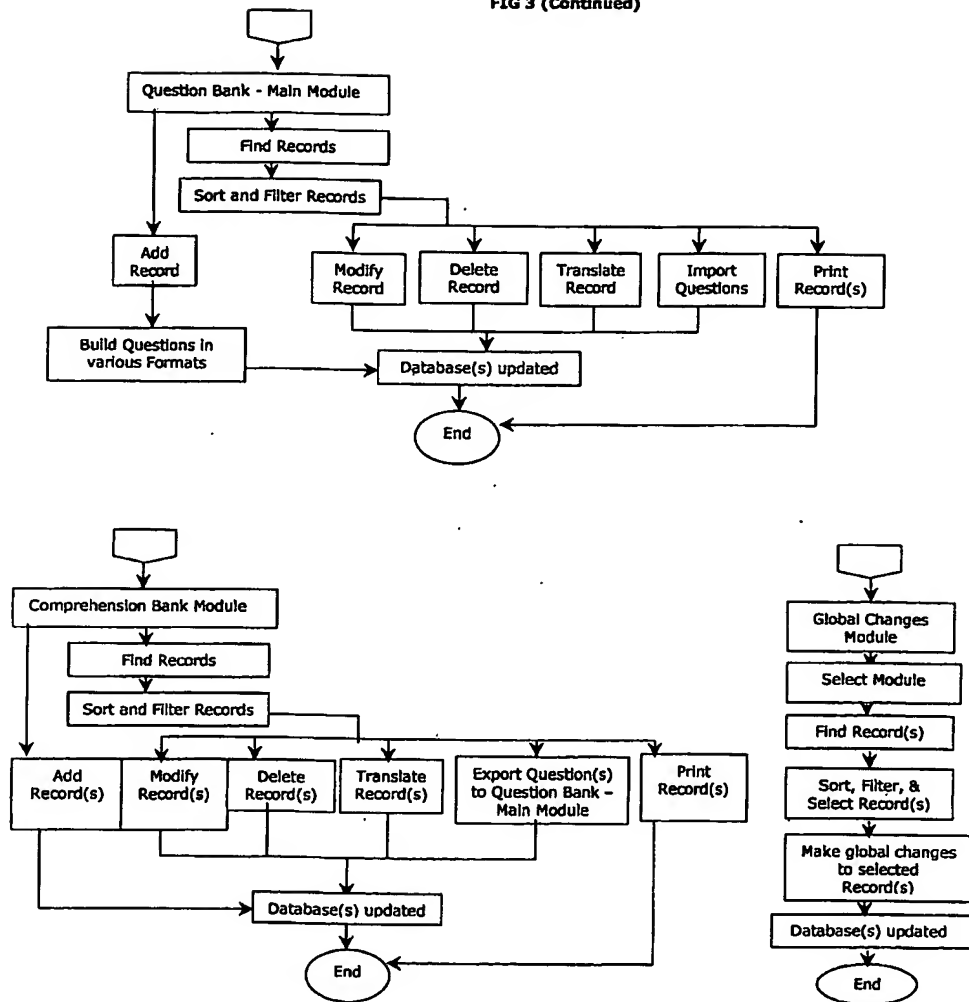 FIG 3 (Continued)
Question Bank - Main Module
Find Records
Sort and Filter Records
Add
Record
Modify
Record
Delete
Record
Translate
Record
Import
Questions
Print
Record(s)
Build Questions in
various Formats
Database(s) updated
End
Comprehension Bank Module
Find Records
Sort and Filter Records
Add
Record(s)
Modify
Record(s)
Delete
Record(s)
Translate
Record(s)
Export Question(s)
to Question Bank –
Main Module
Print
Record(s)
Database(s) updated
End
Global Changes
Module
Select Module
Find Record(s)
Sort, Filter, &
Select Record(s)
Make global changes
to selected
Record(s)
Database(s) updated
End